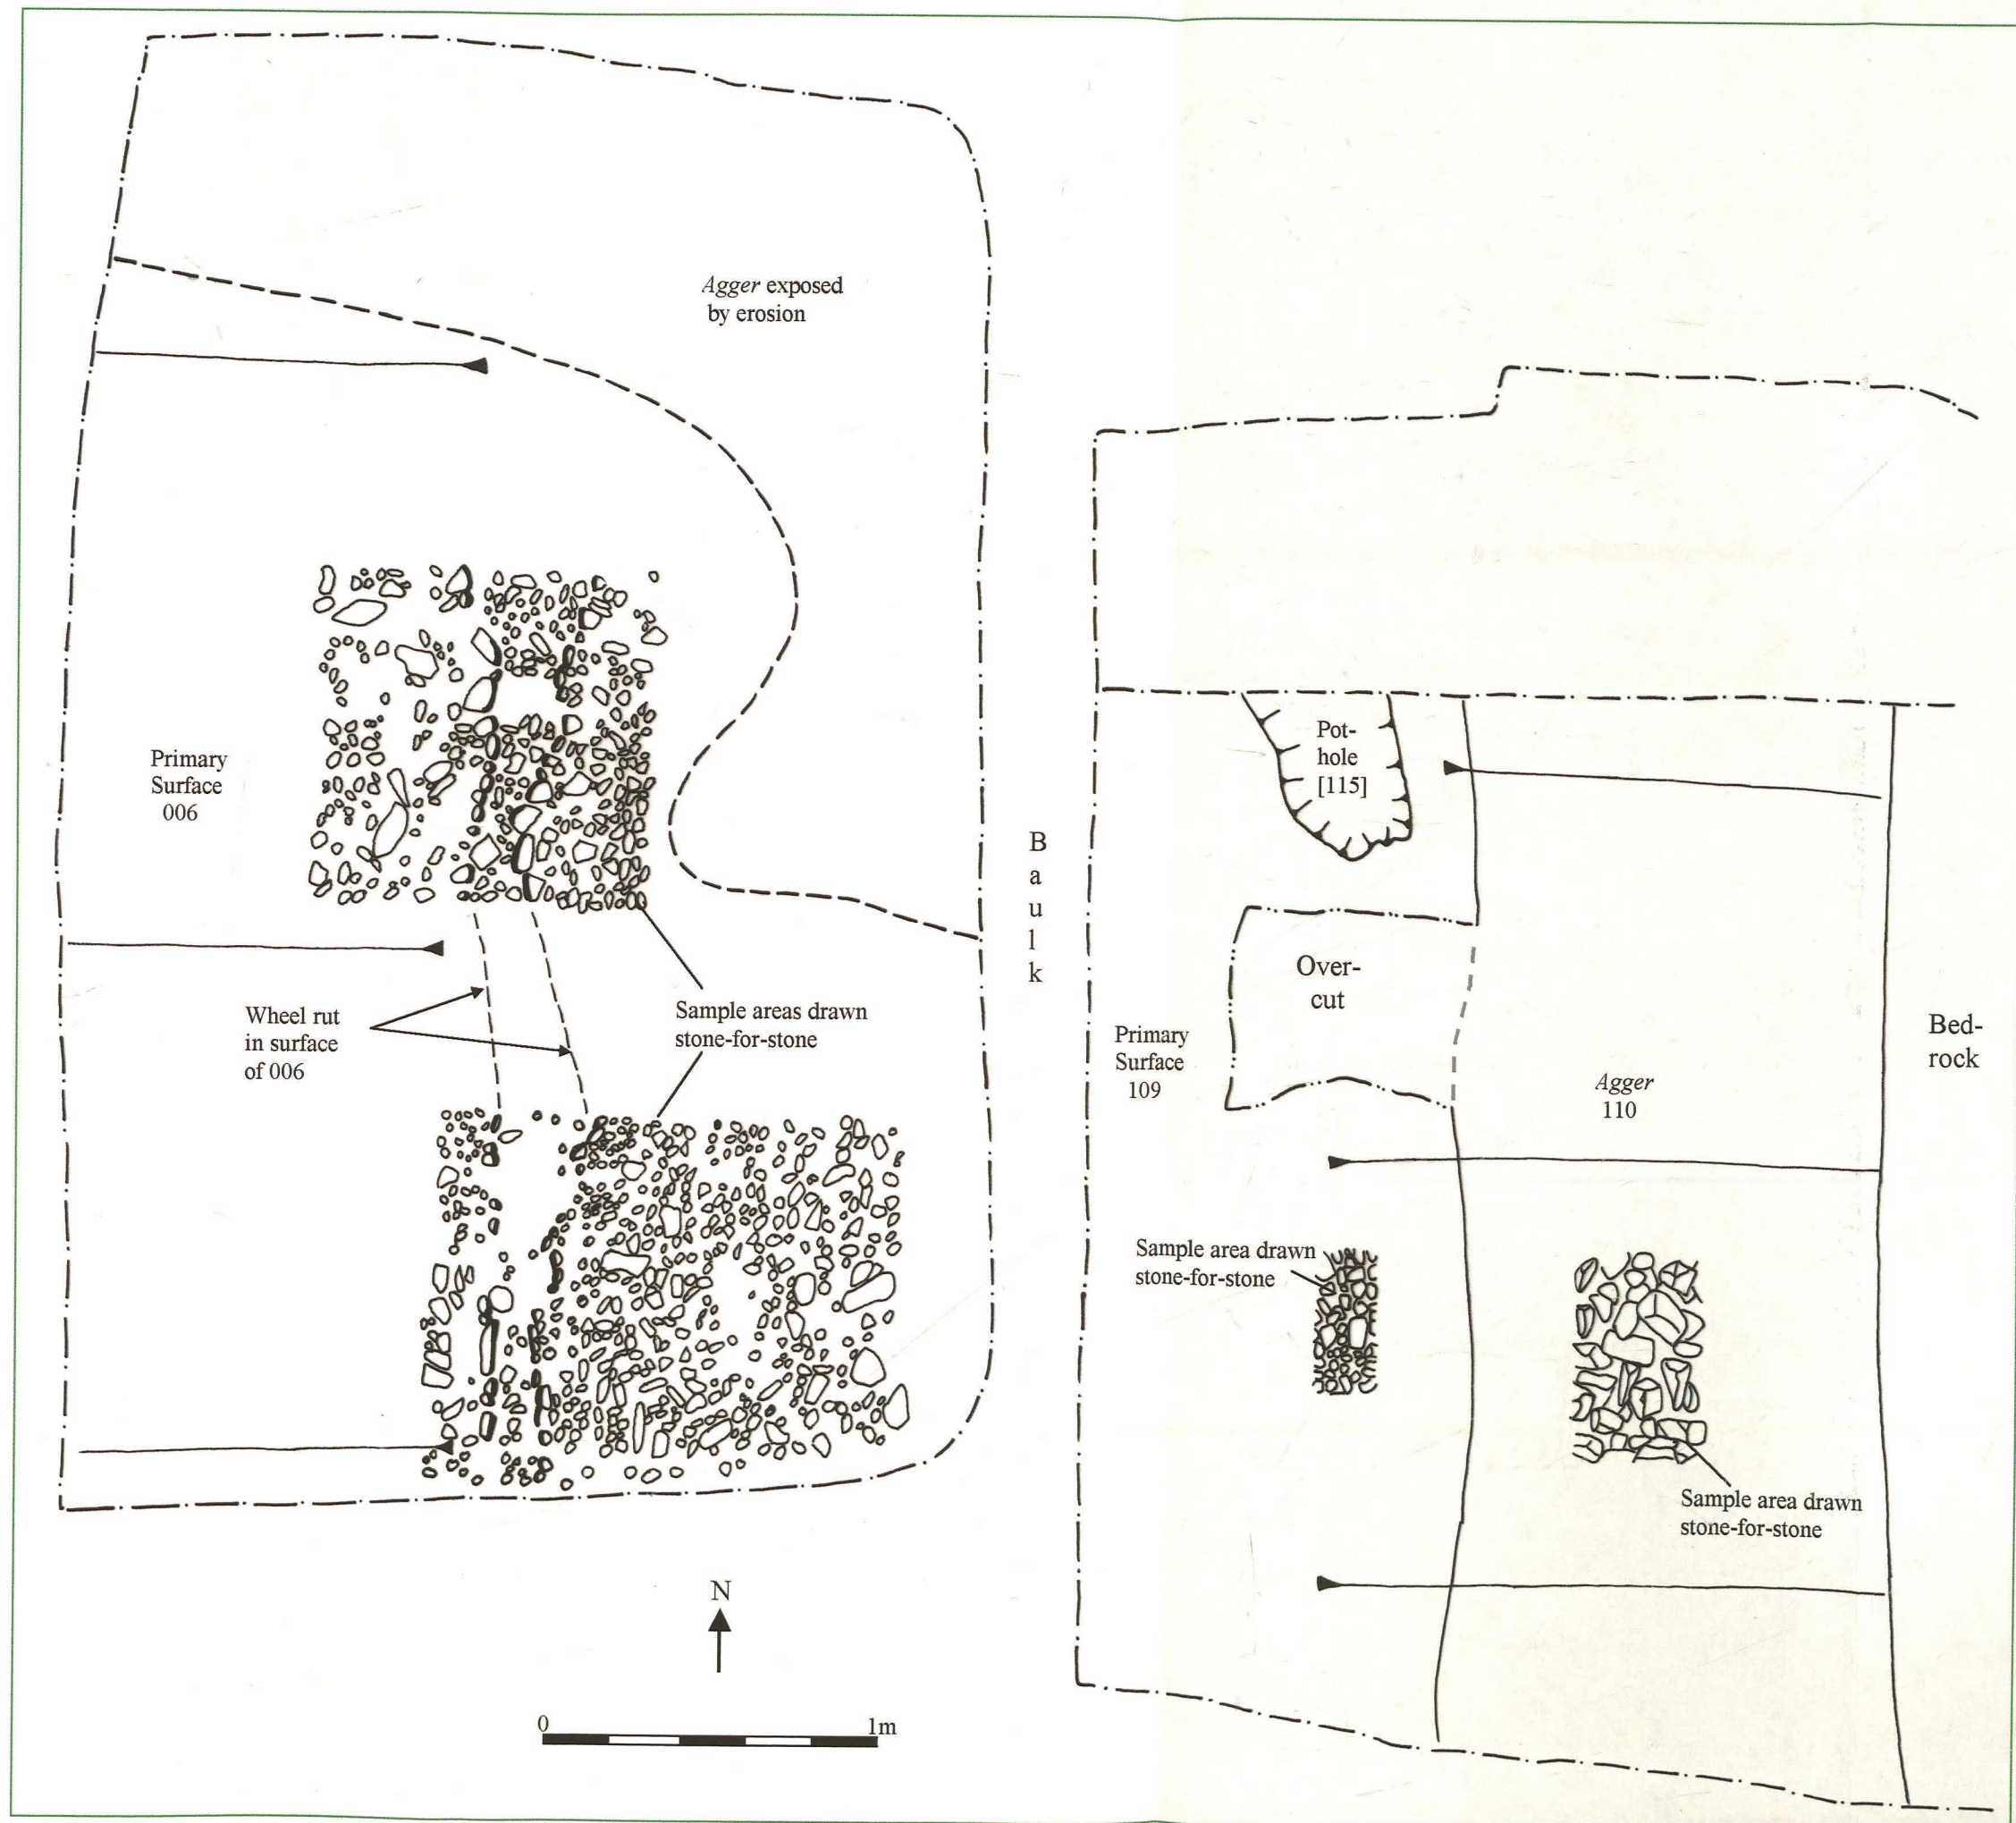 Agger exposed
by erosion
Primary
Surface
006
Wheel rut
in surface
of 006
Sample areas drawn
stone-for-stone
B
a
u
l
k
Pot-
hole
[115]
Over-
cut
Primary
Surface
109
Agger
110
Bed-
rock
Sample area drawn
stone-for-stone
Sample area drawn
stone-for-stone
N
0 1m